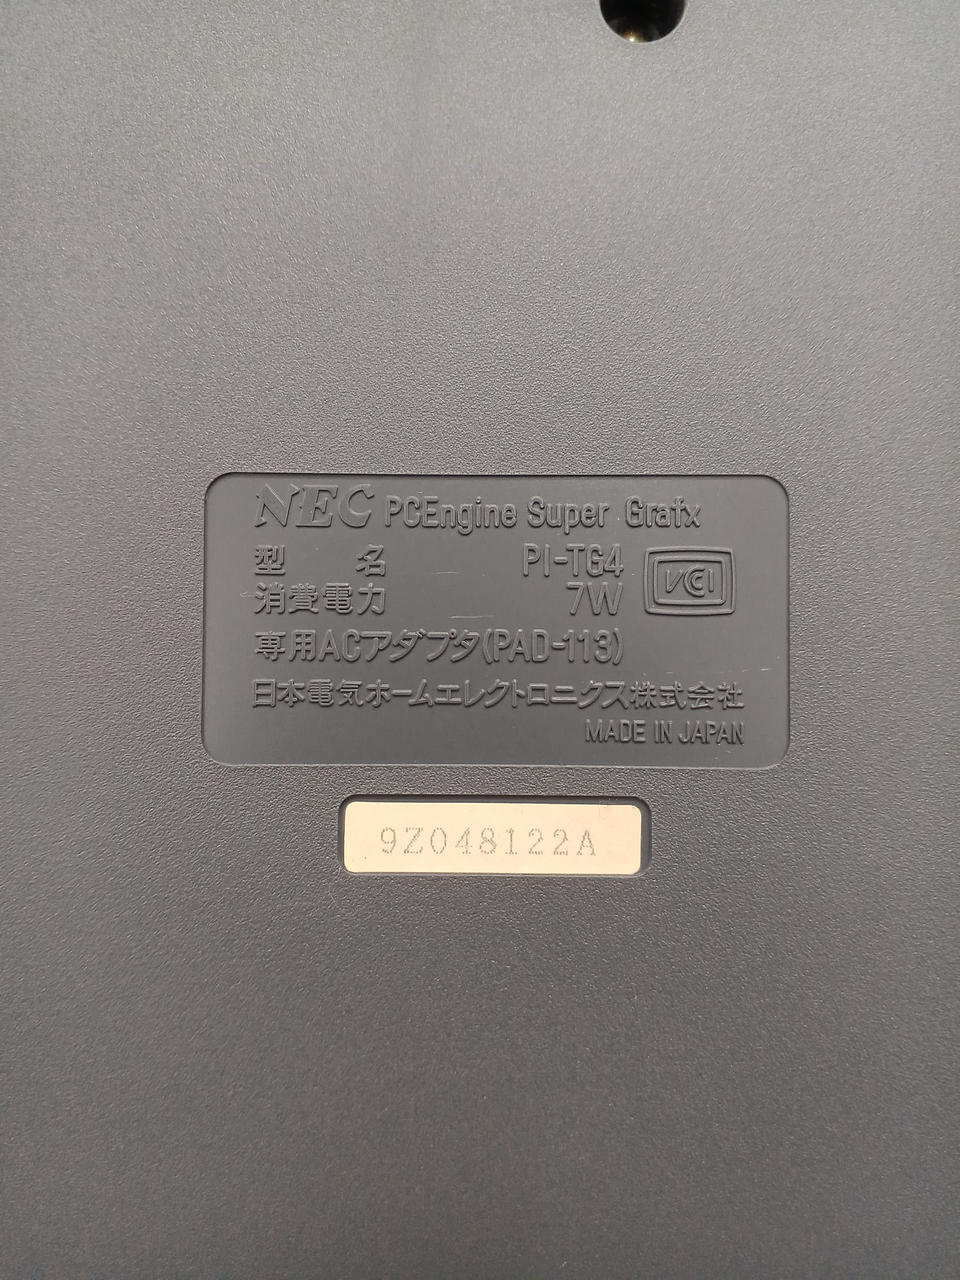 NEC PCEngine Super Grafx
型名 PI-TG4
消費電力 7W
VCI
専用ACアダプタ(PAD-113)
日本電気ホームエレクトロニクス株式会社
MADE IN JAPAN
9Z048122A